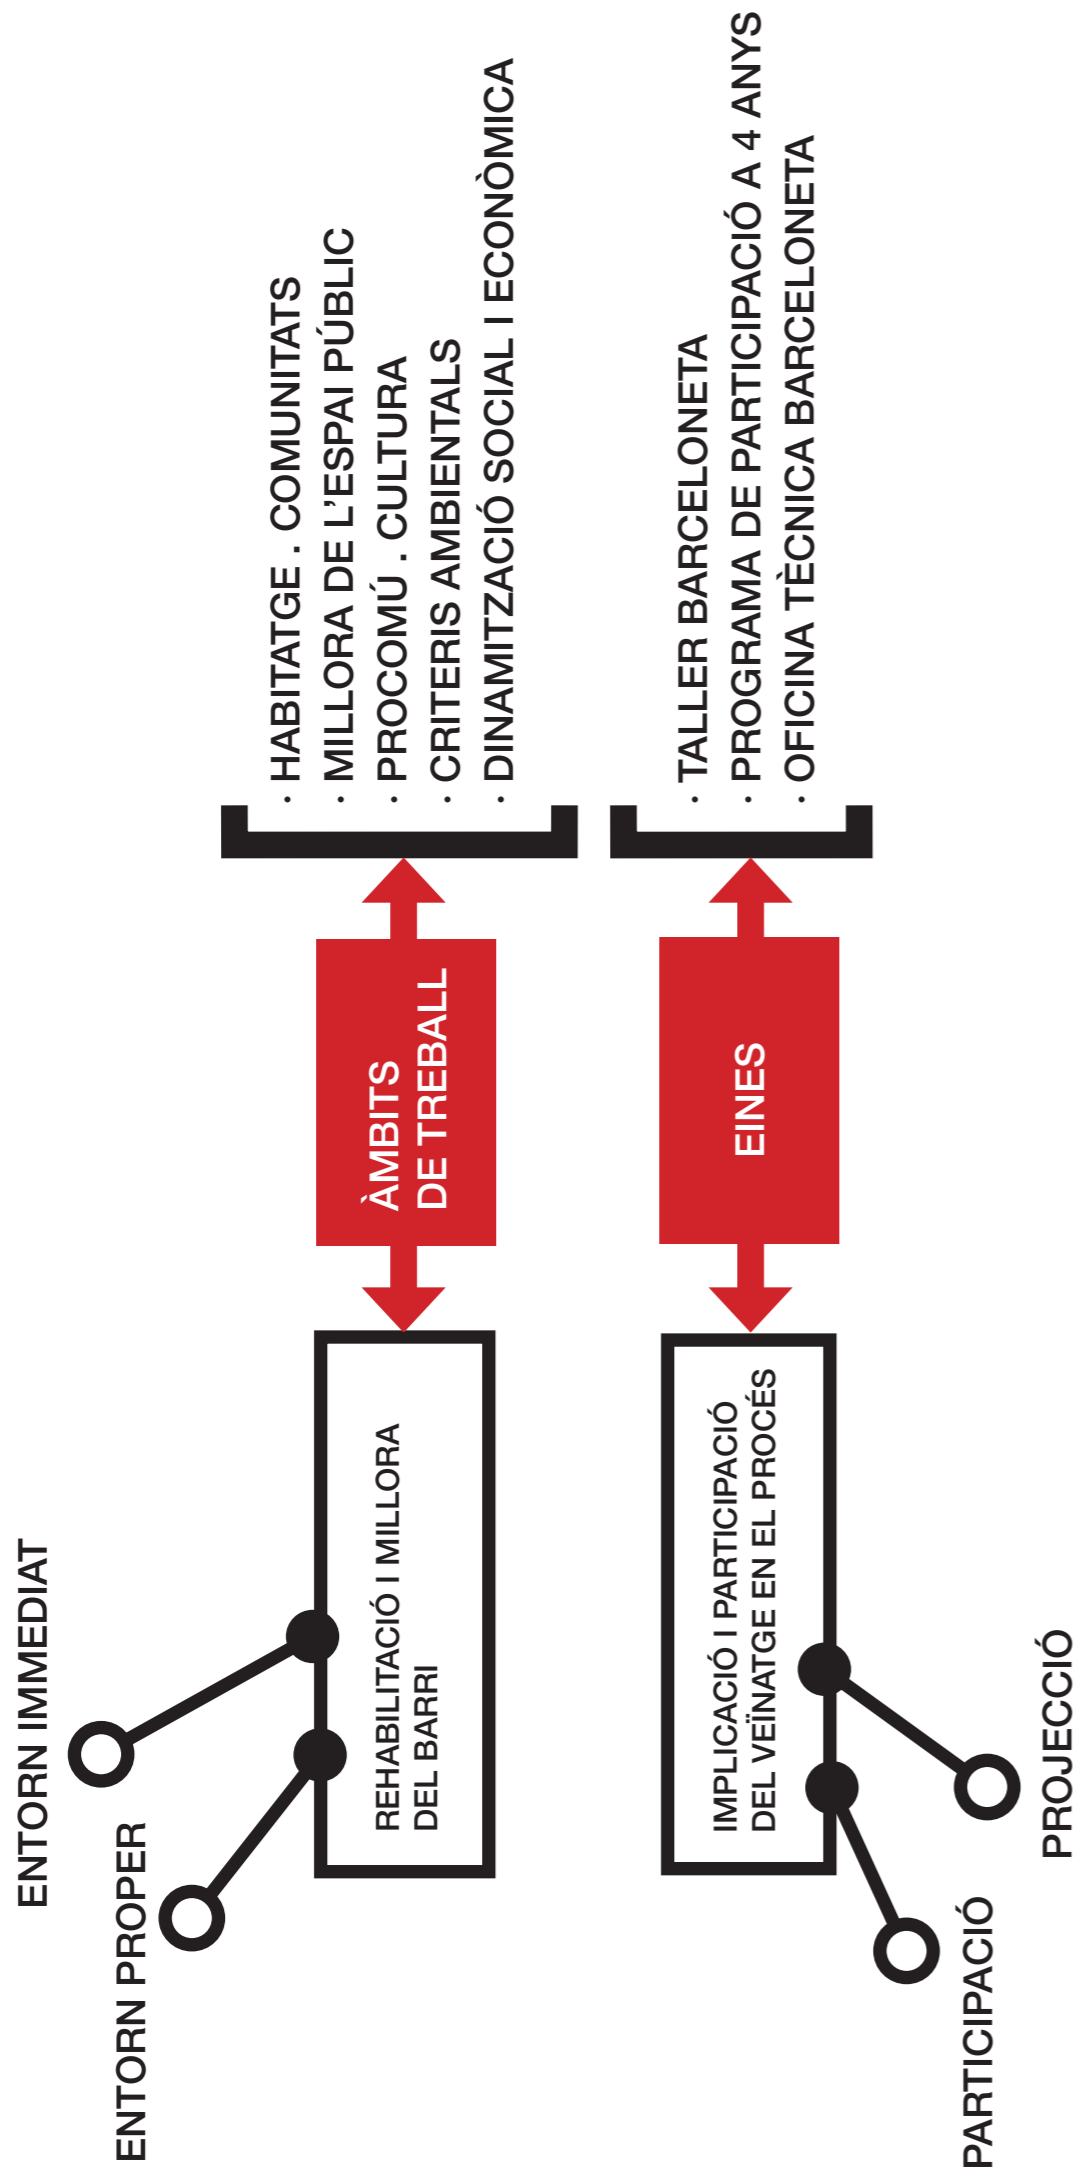 ENTORN IMMEDIAT
ENTORN PROPER
REHABILITACIÓ I MILLORA
DEL BARRI
ÀMBITS
DE TREBALL
· HABITATGE . COMUNITATS
· MILLORA DE L'ESPAI PÚBLIC
· PROCOMÚ . CULTURA
· CRITERIS AMBIENTALS
· DINAMITZACIÓ SOCIAL I ECONÒMICA
IMPLICACIÓ I PARTICIPACIÓ
DEL VEÏNATGE EN EL PROCÉS
EINES
· TALLER BARCELONETA
· PROGRAMA DE PARTICIPACIÓ A 4 ANYS
· OFICINA TÈCNICA BARCELONETA
PARTICIPACIÓ
PROJECCIÓ